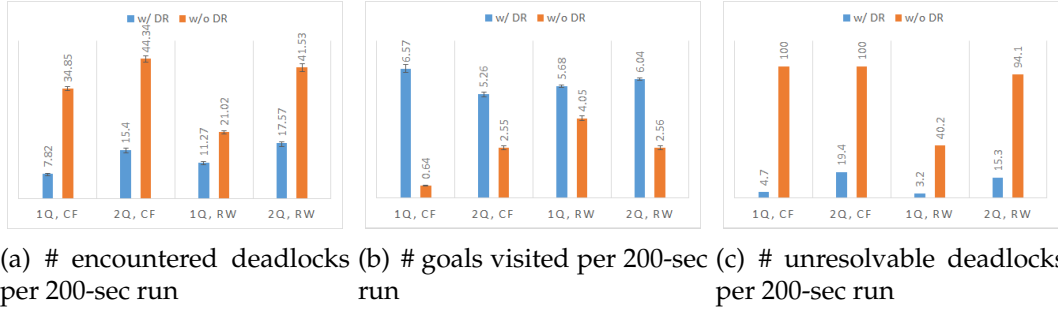 w/ DR w/o DR
7.82 34.85 15.4 44.34 11.27 21.02 17.57 41.53
1Q, CF 2Q, CF 1Q, RW 2Q, RW
(a) # encountered deadlocks
per 200-sec run
w/ DR w/o DR
6.57 0.64 5.26 2.55 5.68 4.05 6.04 2.56
1Q, CF 2Q, CF 1Q, RW 2Q, RW
(b) # goals visited per 200-sec
run
w/ DR w/o DR
4.7 100 19.4 100 3.2 40.2 15.3 94.1
1Q, CF 2Q, CF 1Q, RW 2Q, RW
(c) # unresolvable deadlocks
per 200-sec run